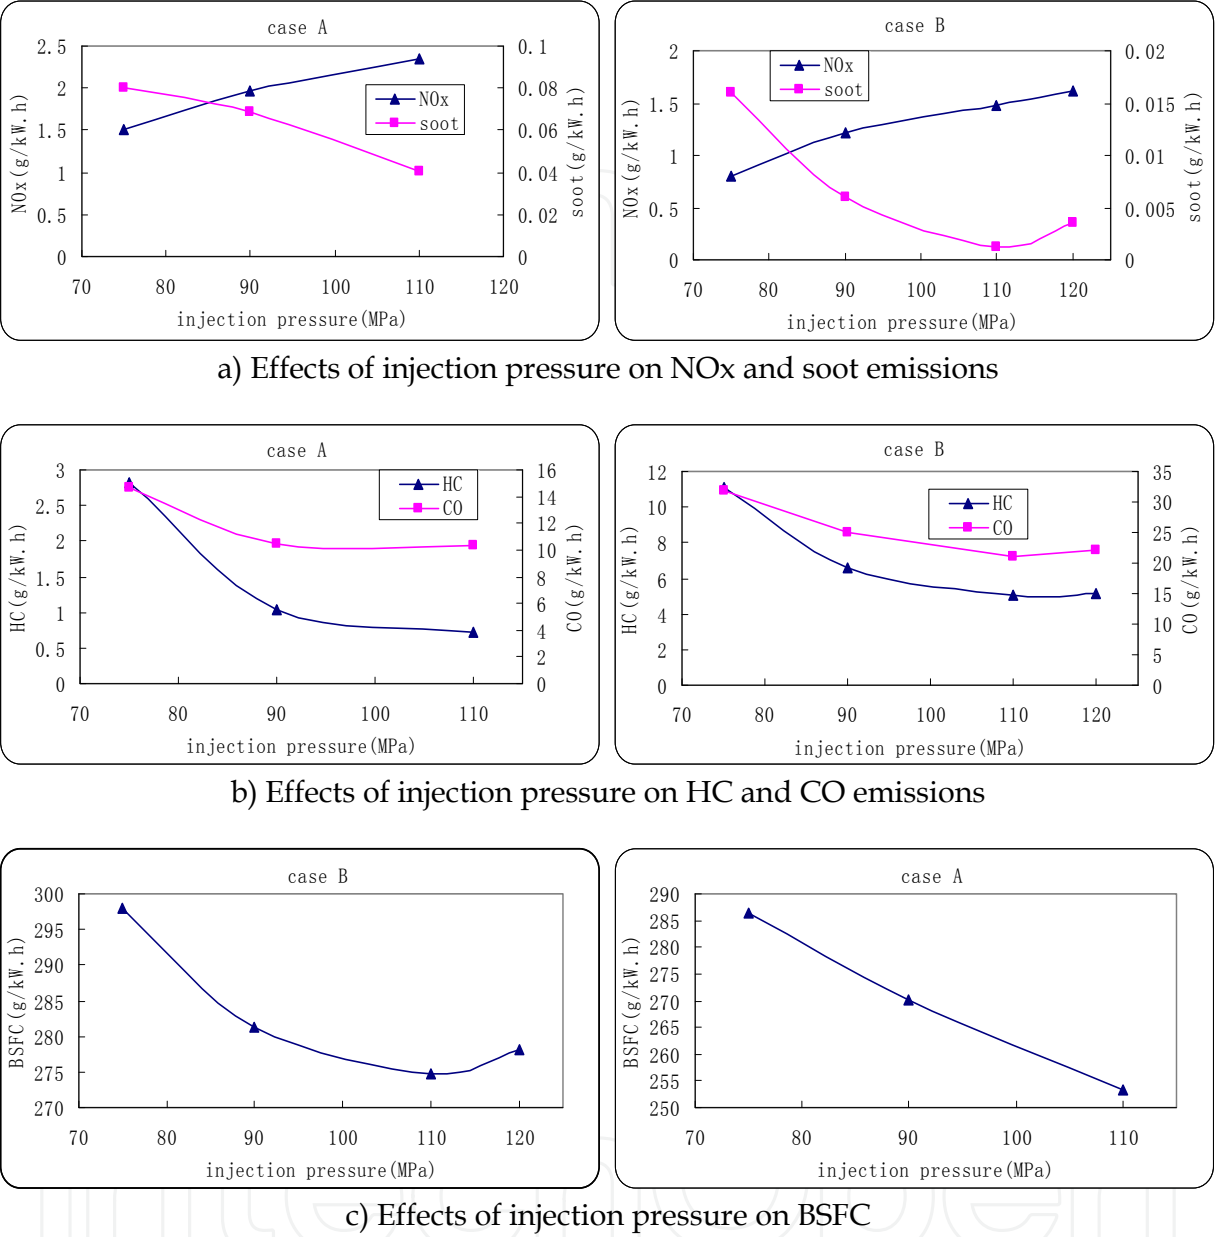 case A
2.5
2
1.5
1
0.5
0
NOx(g/kW.h)
0.1
0.08
0.06
0.04
0.02
0
soot(g/kW.h)
NOx
soot
70 80 90 100 110 120
injection pressure(MPa)
case B
2
1.5
1
0.5
0
NOx(g/kW.h)
0.02
0.015
0.01
0.005
0
soot(g/kW.h)
NOx
soot
70 80 90 100 110 120
injection pressure(MPa)
a) Effects of injection pressure on NOx and soot emissions
case A
3
2.5
2
1.5
1
0.5
0
HC(g/kW.h)
16
14
12
10
8
6
4
2
0
CO(g/kW.h)
HC
CO
70 80 90 100 110
injection pressure(MPa)
case B
12
10
8
6
4
2
0
HC(g/kW.h)
35
30
25
20
15
10
5
0
CO(g/kW.h)
HC
CO
70 80 90 100 110 120
injection pressure(MPa)
b) Effects of injection pressure on HC and CO emissions
case B
300
295
290
285
280
275
270
BSFC(g/kW.h)
70 80 90 100 110 120
injection pressure(MPa)
case A
290
285
280
275
270
265
260
255
250
BSFC(g/kW.h)
70 80 90 100 110
injection pressure(MPa)
c) Effects of injection pressure on BSFC